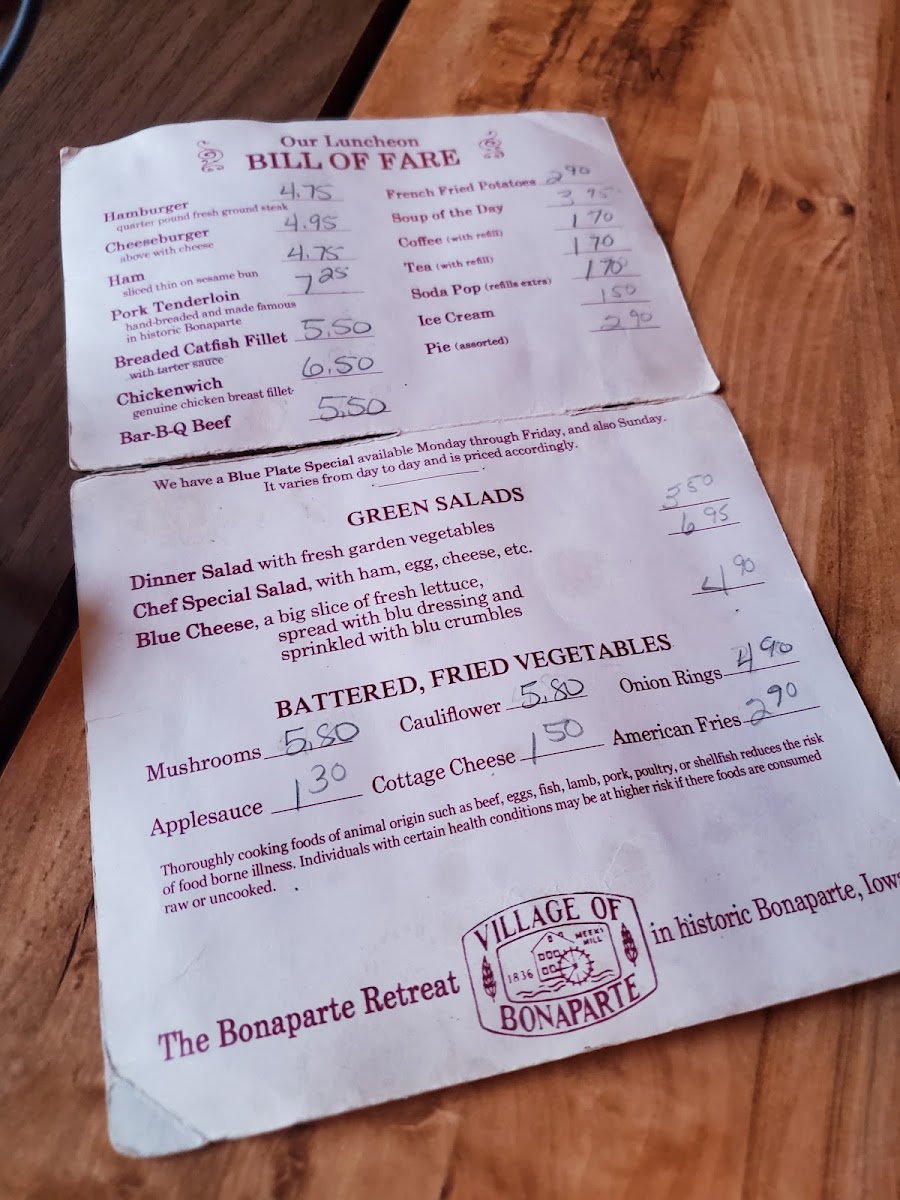 Our Luncheon
BILL OF FARE
Hamburger 4.75
quarter pound fresh ground steak
Cheeseburger 4.95
above with cheese
Ham 4.75
sliced thin on sesame bun
Pork Tenderloin 7 25
hand-breaded and made famous
in historic Bonaparte
Breaded Catfish Fillet 5.50
with tarter sauce
Chickenwich 6.50
genuine chicken breast fillet
Bar-B-Q Beef 5.50
French Fried Potatoes 2 90
Soup of the Day 3.95
Coffee (with refill) 1 70
Tea (with refill) 1 70
Soda Pop (refills extra) 1 70
Ice Cream 1 50
Pie (assorted) 2 90
We have a Blue Plate Special available Monday through Friday, and also Sunday.
It varies from day to day and is priced accordingly.
GREEN SALADS
Dinner Salad with fresh garden vegetables 3 50
Chef Special Salad, with ham, egg, cheese, etc. 6 95
Blue Cheese, a big slice of fresh lettuce,
spread with blu dressing and
sprinkled with blu crumbles 4 90
BATTERED, FRIED VEGETABLES
Mushrooms 5.80 Cauliflower 5.80 Onion Rings 4 90
Applesauce 1 30 Cottage Cheese 1 50 American Fries 2 90
Thoroughly cooking foods of animal origin such as beef, eggs, fish, lamb, pork, poultry, or shellfish reduces the risk
of food borne illness. Individuals with certain health conditions may be at higher risk if there foods are consumed
raw or uncooked.
The Bonaparte Retreat
VILLAGE OF
MEEKS
MILL
1836
BONAPARTE
in historic Bonaparte, Iowa